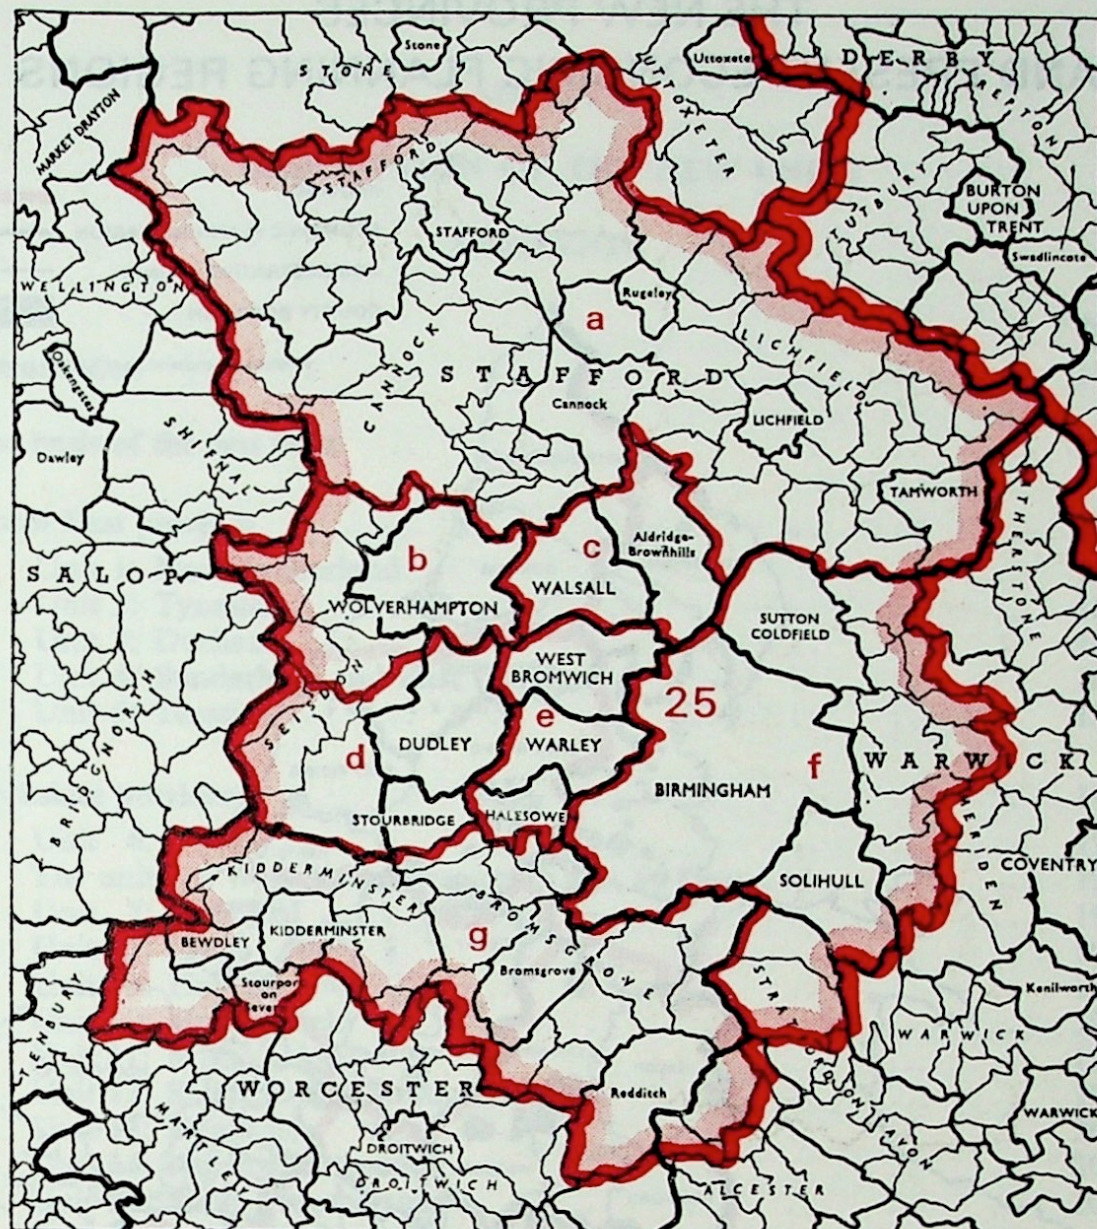 Stone
STONE
Uttoxeter
DERBY
REPTON
MARKET DRAYTON
UTTOXETER
STAFFORD
TUTBURY
BURTON
UPON
TRENT
STAFFORD
Swadlincote
WELLINGTON
Rugeley
a
CANNOCK
LICHFIELD
STAFFORD
Oakengates
Cannock
LICHFIELD
SHIFNAL
Dawley
TAMWORTH
ATHERSTONE
Aldridge-
Brownhills
c
b
SALOP
WALSALL
WOLVERHAMPTON
SUTTON
COLDFIELD
WEST
BROMWICH
25
SEISDON
BRIDGNORTH
e
WARLEY
DUDLEY
d
f
WARWICK
BIRMINGHAM
STOURBRIDGE
HALESOWE
MERIDEN
COVENTRY
KIDDERMINSTER
SOLIHULL
BROMSGROVE
BEWDLEY
KIDDERMINSTER
g
Bromsgrove
Stourpor
on
Severn
STRATFORD ON AVON
Kenilworth
TENBURY
WARWICK
WORCESTER
Redditch
MARTLEY
WARWICK
DROITWICH
DROITWICH
ALCESTER